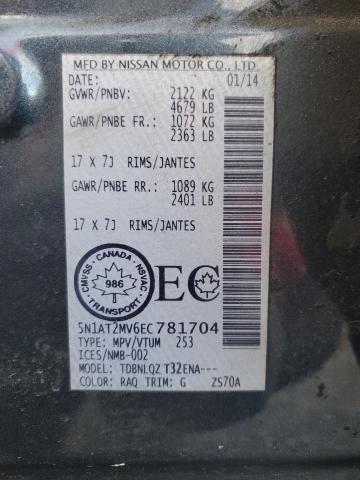 MFD BY NISSAN MOTOR CO., LTD.
DATE: 01/14
GVWR/PNBV: 2122 KG
4679 LB
GAWR/PNBE FR.: 1072 KG
2363 LB
17 X 7J RIMS/JANTES
GAWR/PNBE RR.: 1089 KG
2401 LB
17 X 7J RIMS/JANTES
CANADA
CMVSS NSVAC
986
TRANSPORT
EC
5N1AT2MV6EC781704
TYPE: MPV/VTUM 253
ICES/NMB-002
MODEL: TDBNLQZ T32ENA---
COLOR: RAQ TRIM: G ZS70A